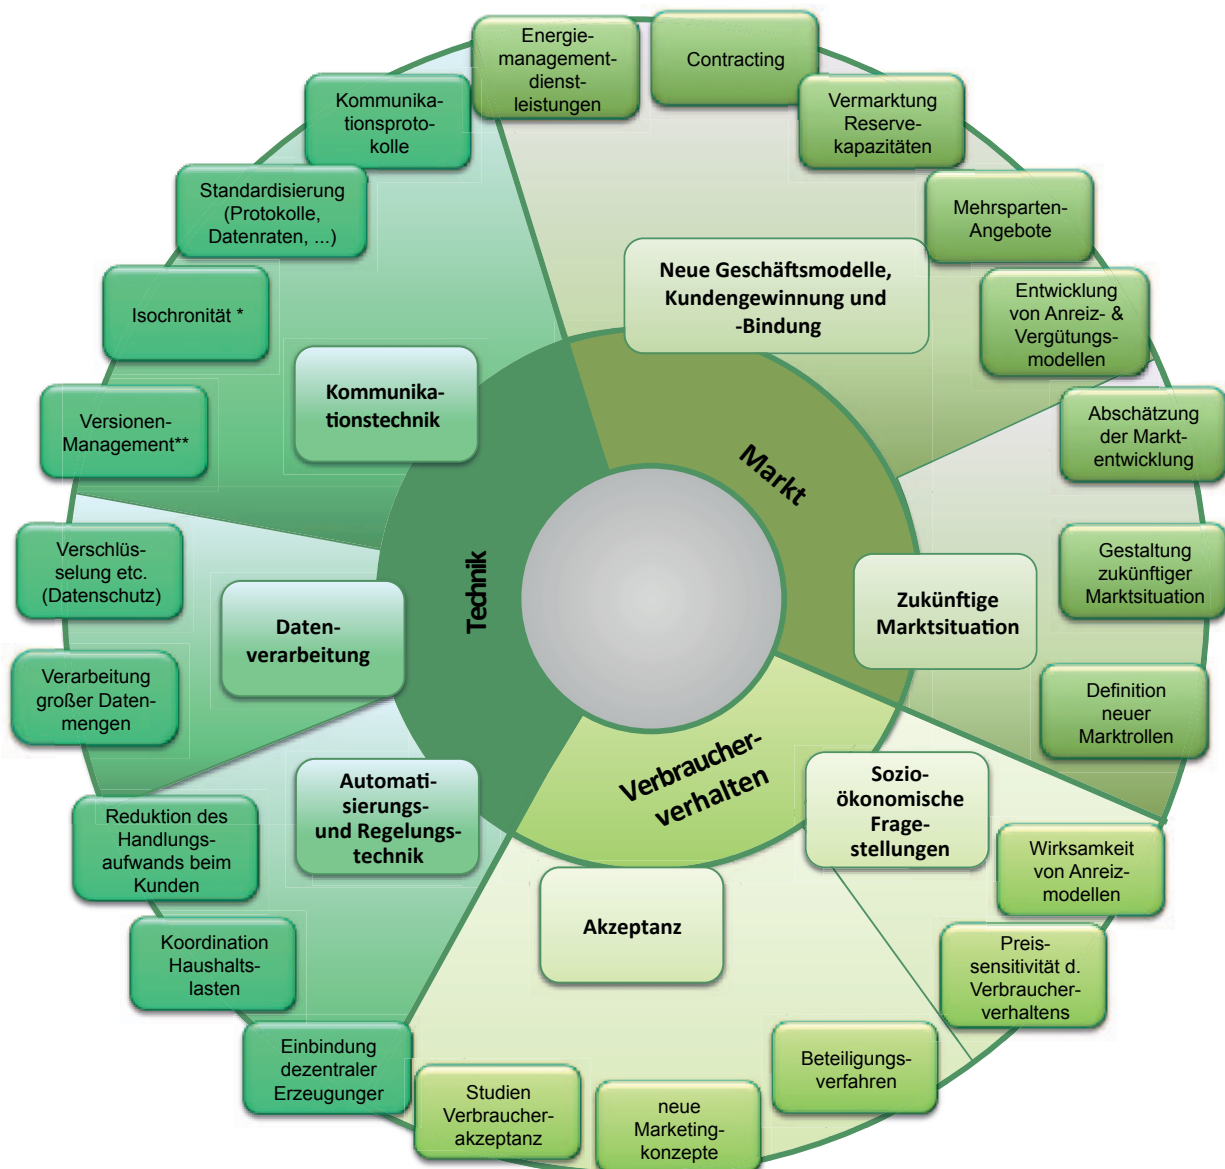 Energie-
management-
dienst-
leistungen
Contracting
Vermarktung
Reserve-
kapazitäten
Mehrsparten-
Angebote
Entwicklung
von Anreiz- &
Vergütungs-
modellen
Abschätzung
der Markt-
entwicklung
Gestaltung
zukünftiger
Marktsituation
Definition
neuer
Marktrollen
Wirksamkeit
von Anreiz-
modellen
Preis-
sensitivität d.
Verbraucher-
verhaltens
Beteiligungs-
verfahren
neue
Marketing-
konzepte
Studien
Verbraucher-
akzeptanz
Einbindung
dezentraler
Erzeugunger
Koordination
Haushalts-
lasten
Reduktion des
Handlungs-
aufwands beim
Kunden
Verarbeitung
großer Daten-
mengen
Verschlüs-
selung etc.
(Datenschutz)
Versionen-
Management**
Isochronität *
Standardisierung
(Protokolle,
Datenraten, ...)
Kommunika-
tionsproto-
kolle
Neue Geschäftsmodelle,
Kundengewinnung und
-Bindung
Zukünftige
Marktsituation
Sozio-
ökonomische
Frage-
stellungen
Akzeptanz
Automati-
sierungs-
und Regelungs-
technik
Daten-
verarbeitung
Kommunika-
tionstechnik
Technik
Markt
Verbraucher-
verhalten